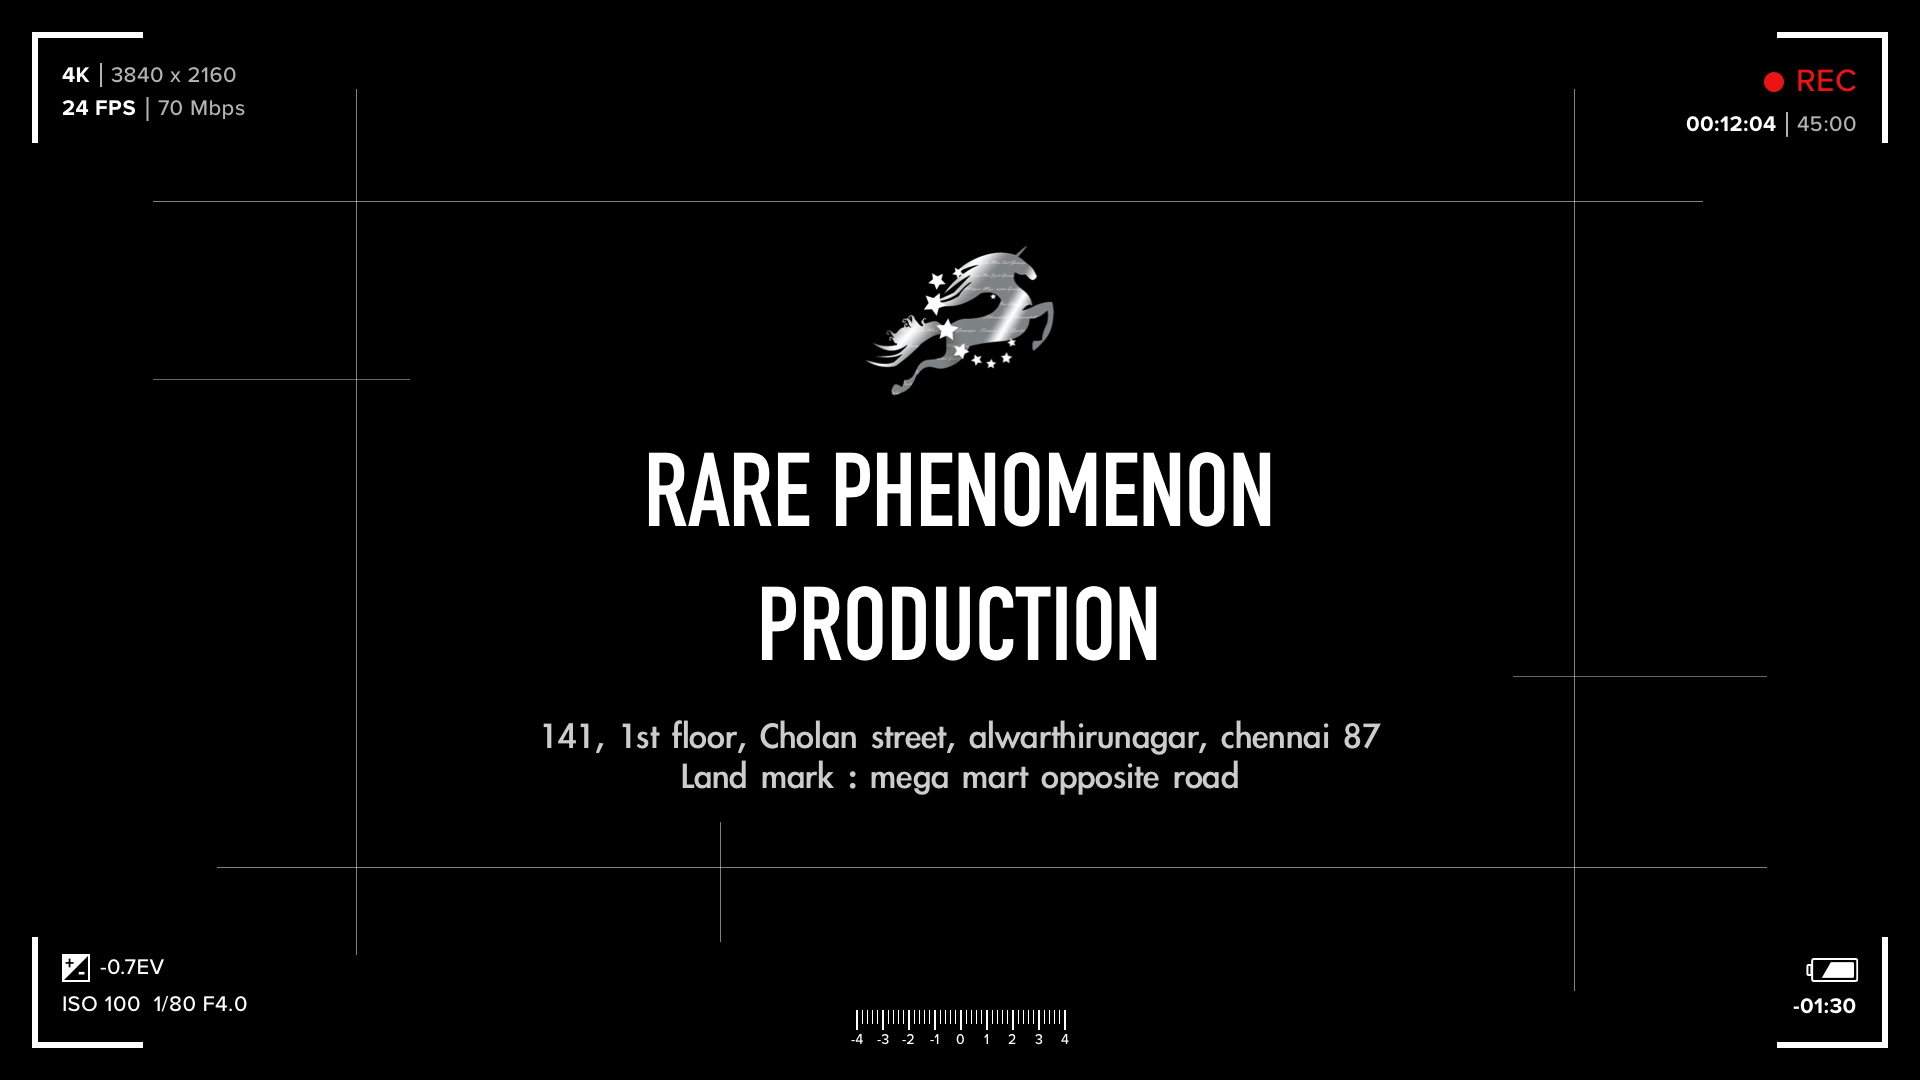 4K | 3840 x 2160
24 FPS | 70 Mbps
REC
00:12:04 | 45:00
RARE PHENOMENON
PRODUCTION
141, 1st floor, Cholan street, alwarthirunagar, chennai 87
Land mark : mega mart opposite road
-0.7EV
ISO 100 1/80 F4.0
-4 -3 -2 -1 0 1 2 3 4
-01:30